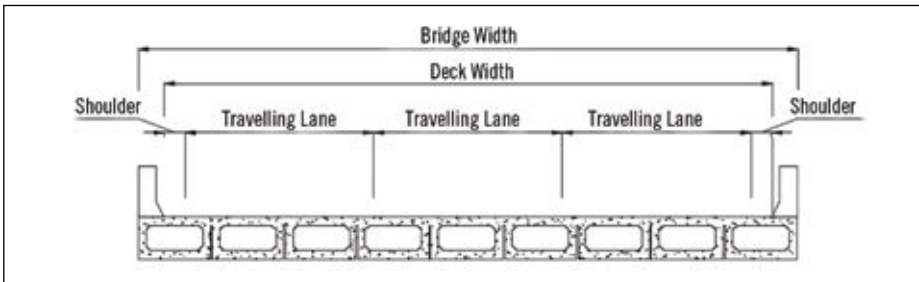 Bridge Width
Deck Width
Shoulder
Shoulder
Travelling Lane
Travelling Lane
Travelling Lane